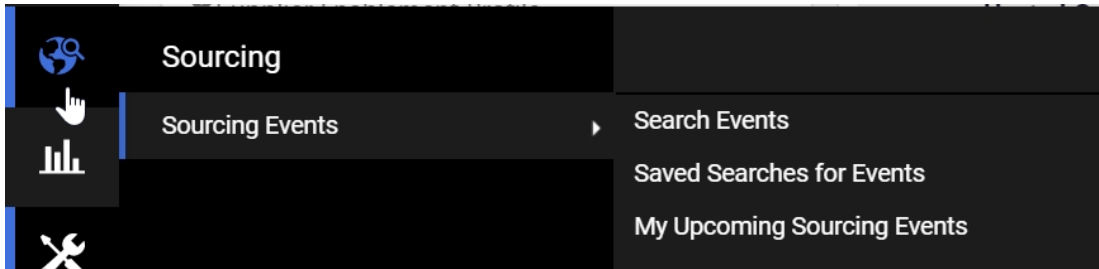 Sourcing
Sourcing Events
Search Events
Saved Searches for Events
My Upcoming Sourcing Events